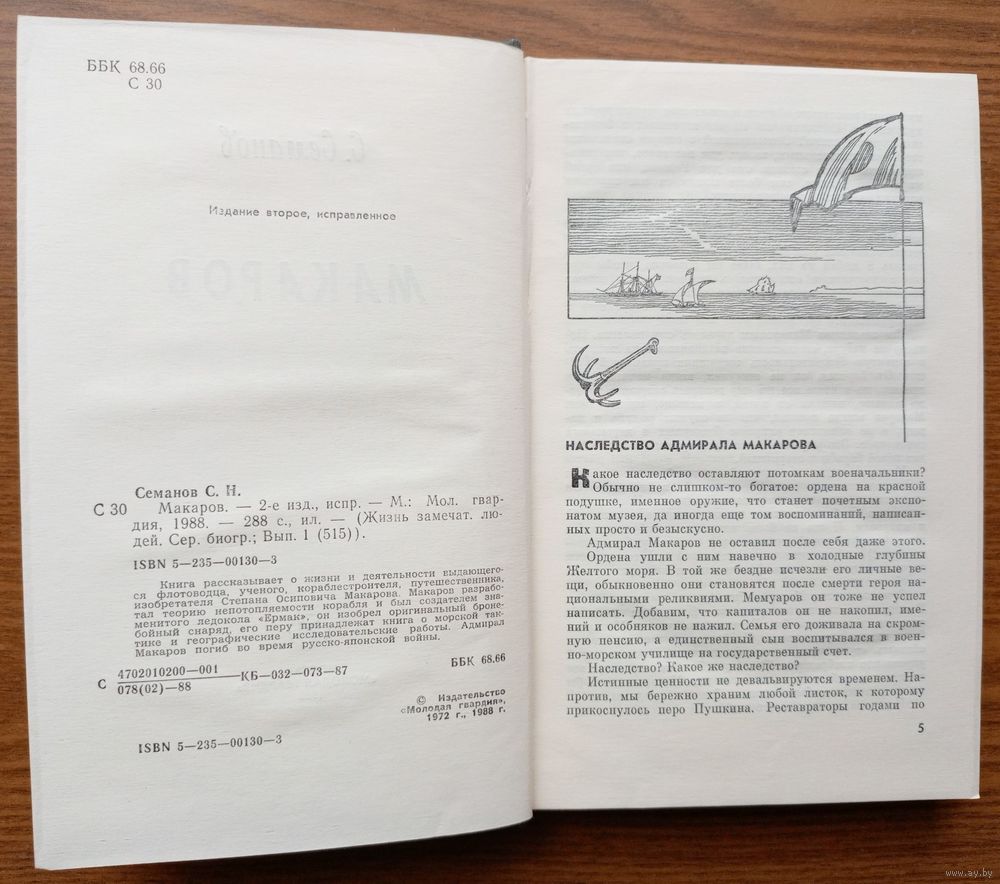 ББК 68.66
С 30
С. Семанов
Издание второе, исправленное
МАКАРОВ
Семанов С. Н.
С 30 Макаров. — 2-е изд., испр. — М.: Мол. гвар-
дия, 1988. — 288 с., ил. — (Жизнь замечат. лю-
дей. Сер. биогр.; Вып. 1 (515)).
ISBN 5—235—00130—3
Книга рассказывает о жизни и деятельности выдающего-
ся флотоводца, ученого, кораблестроителя, путешественника,
изобретателя Степана Осиповича Макарова. Макаров разрабо-
тал теорию непотопляемости корабля и был создателем зна-
менитого ледокола «Ермак», он изобрел оригинальный броне-
бойный снаряд, его перу принадлежат книга о морской так-
тике и географические исследовательские работы. Адмирал
Макаров погиб во время русско-японской войны.
С 4702010200—001
078(02)—88
КБ—032—073—87
ББК 68.66
© Издательство
«Молодая гвардия»,
1972 г., 1988 г.
ISBN 5—235—00130—3
НАСЛЕДСТВО АДМИРАЛА МАКАРОВА
Какое наследство оставляют потомкам военачальники?
Обычно не слишком-то богатое: ордена на красной
подушке, именное оружие, что станет почетным экспо-
натом музея, да иногда еще том воспоминаний, написан-
ных просто и безыскусно.
Адмирал Макаров не оставил после себя даже этого.
Ордена ушли с ним навечно в холодные глубины
Желтого моря. В той же бездне исчезли его личные ве-
щи, обыкновенно они становятся после смерти героя на-
циональными реликвиями. Мемуаров он тоже не успел
написать. Добавим, что капиталов он не накопил, име-
ний и особняков не нажил. Семья его доживала на скром-
ную пенсию, а единственный сын воспитывался в воен-
но-морском училище на государственный счет.
Наследство? Какое же наследство?
Истинные ценности не девальвируются временем. На-
против, мы бережно храним любой листок, к которому
прикоснулось перо Пушкина. Реставраторы годами по
5
www.ay.by